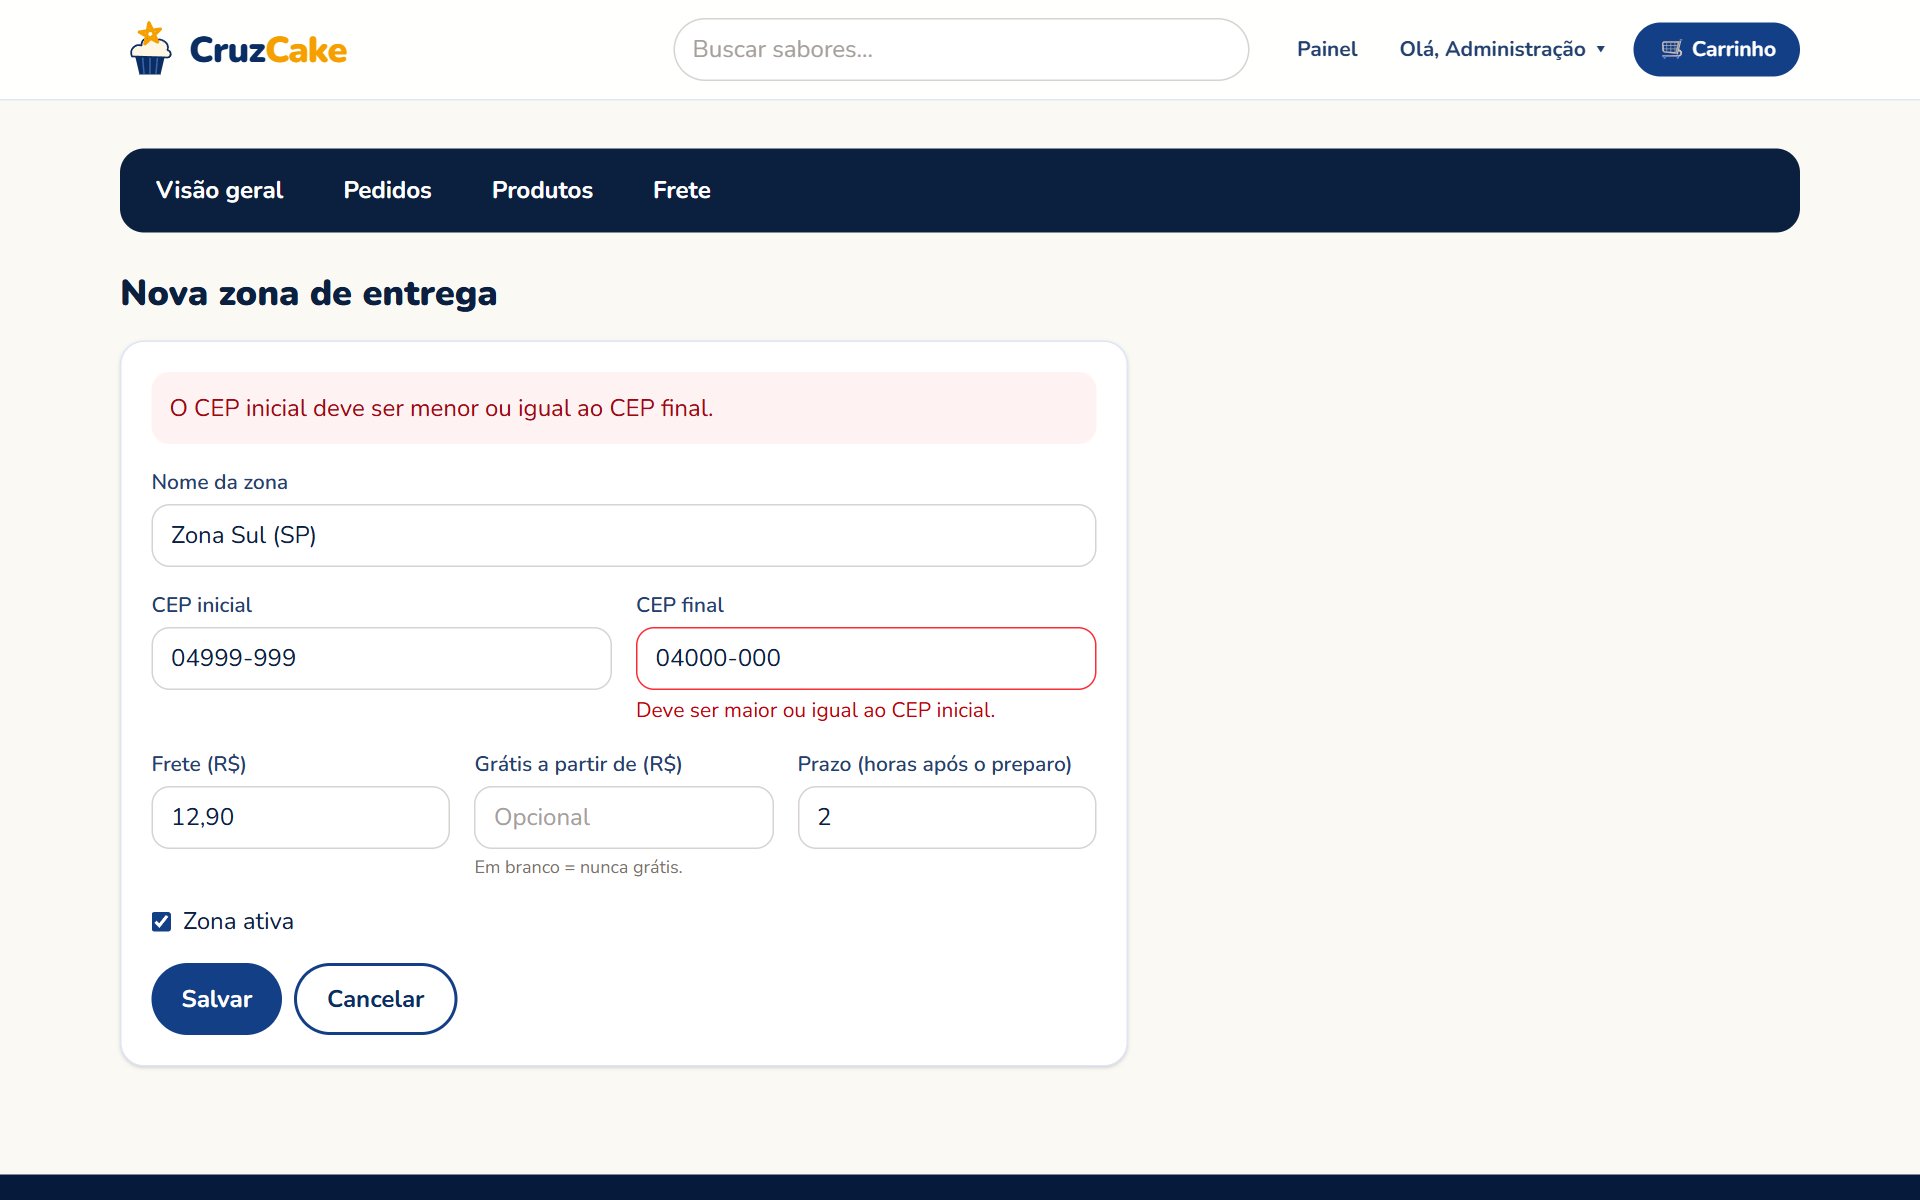 CruzCake
Buscar sabores...
Painel
Olá, Administração ▾
Carrinho
Visão geral
Pedidos
Produtos
Frete
Nova zona de entrega
O CEP inicial deve ser menor ou igual ao CEP final.
Nome da zona
Zona Sul (SP)
CEP inicial
CEP final
04999-999
04000-000
Deve ser maior ou igual ao CEP inicial.
Frete (R$)
Grátis a partir de (R$)
Prazo (horas após o preparo)
12,90
Opcional
2
Em branco = nunca grátis.
Zona ativa
Salvar
Cancelar